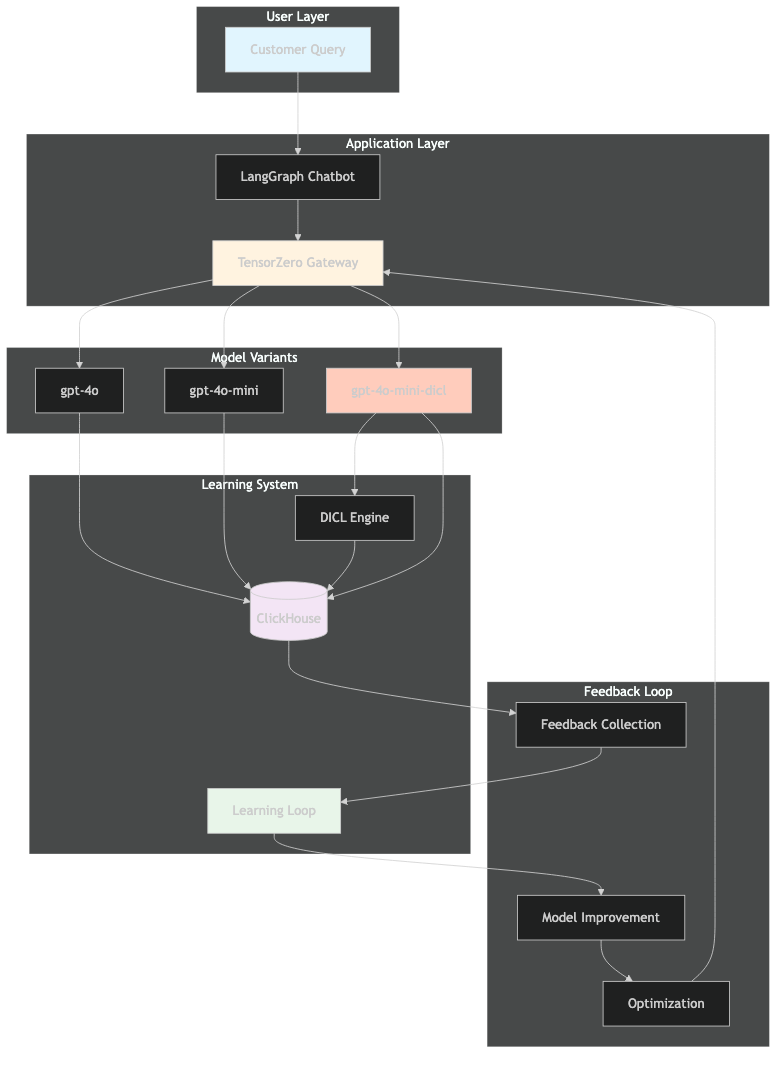 User Layer
Customer Query
Application Layer
LangGraph Chatbot
TensorZero Gateway
Model Variants
gpt-4o
gpt-4o-mini
gpt-4o-mini-dicl
Learning System
DICL Engine
ClickHouse
Feedback Loop
Feedback Collection
Learning Loop
Model Improvement
Optimization